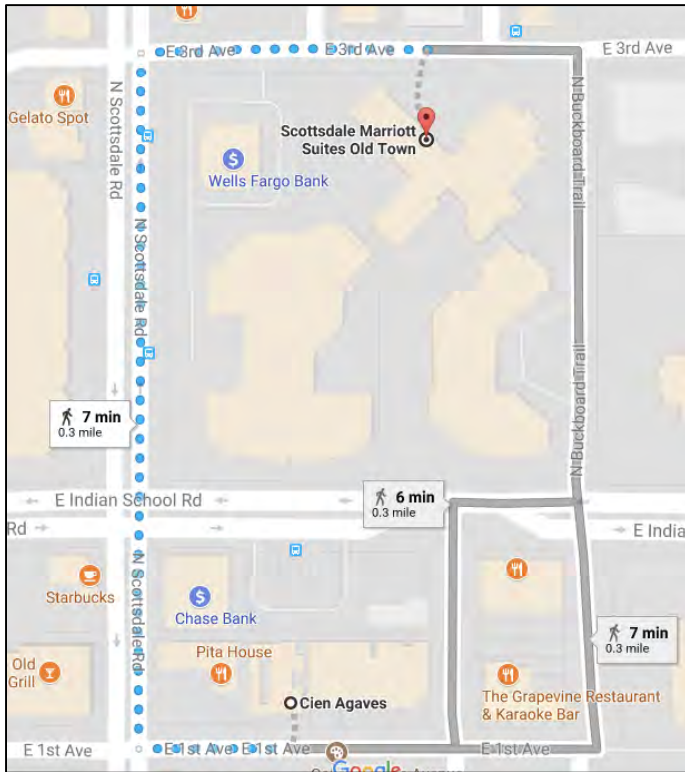 E 3rd Ave
E 3rd Ave
E 3rd Ave
Gelato Spot
N Scottsdale Rd
N Buckboard Trail
Scottsdale Marriott
Suites Old Town
Wells Fargo Bank
N Scottsdale Rd
7 min
0.3 mile
N Buckboard Trail
6 min
0.3 mile
E Indian School Rd
Rd
E India
Starbucks
N Scottsdale Rd
Chase Bank
Pita House
7 min
0.3 mile
Old
Grill
Cien Agaves
The Grapevine Restaurant
& Karaoke Bar
E 1st Ave
E 1st Ave
E 1st Ave
E 1st Ave
Google